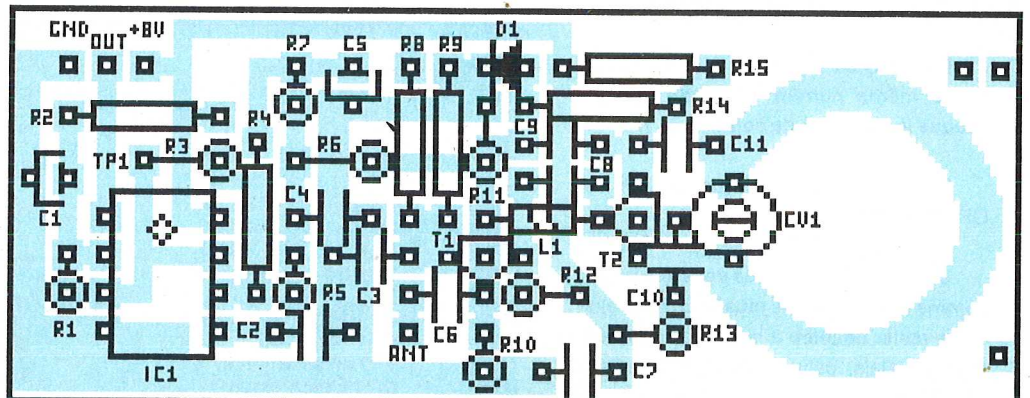 GND OUT +8V
R7
C5
R8
R9
D1
R15
R2
R14
R4
C9
C11
TP1
R3
R6
C8
C1
C4
R11
CV1
T1
L1
T2
R12
R1
C2
R5
C3
C6
C10
R13
ANT
R10
IC1
C7